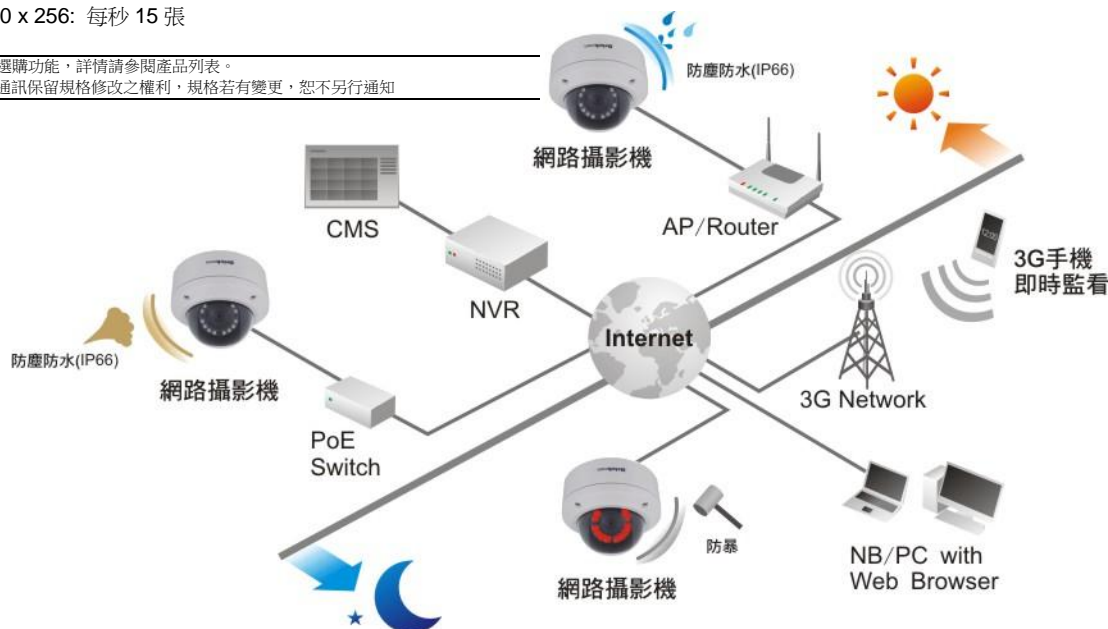 0 x 256: 每秒 15 張
選購功能，詳情請參閱產品列表。
通訊保留規格修改之權利，規格若有變更，恕不另行通知
防塵防水(IP66)
網路攝影機
CMS
AP/Router
NVR
3G手機
即時監看
Internet
防塵防水(IP66)
網路攝影機
3G Network
PoE
Switch
防暴
網路攝影機
NB/PC with
Web Browser
12:00